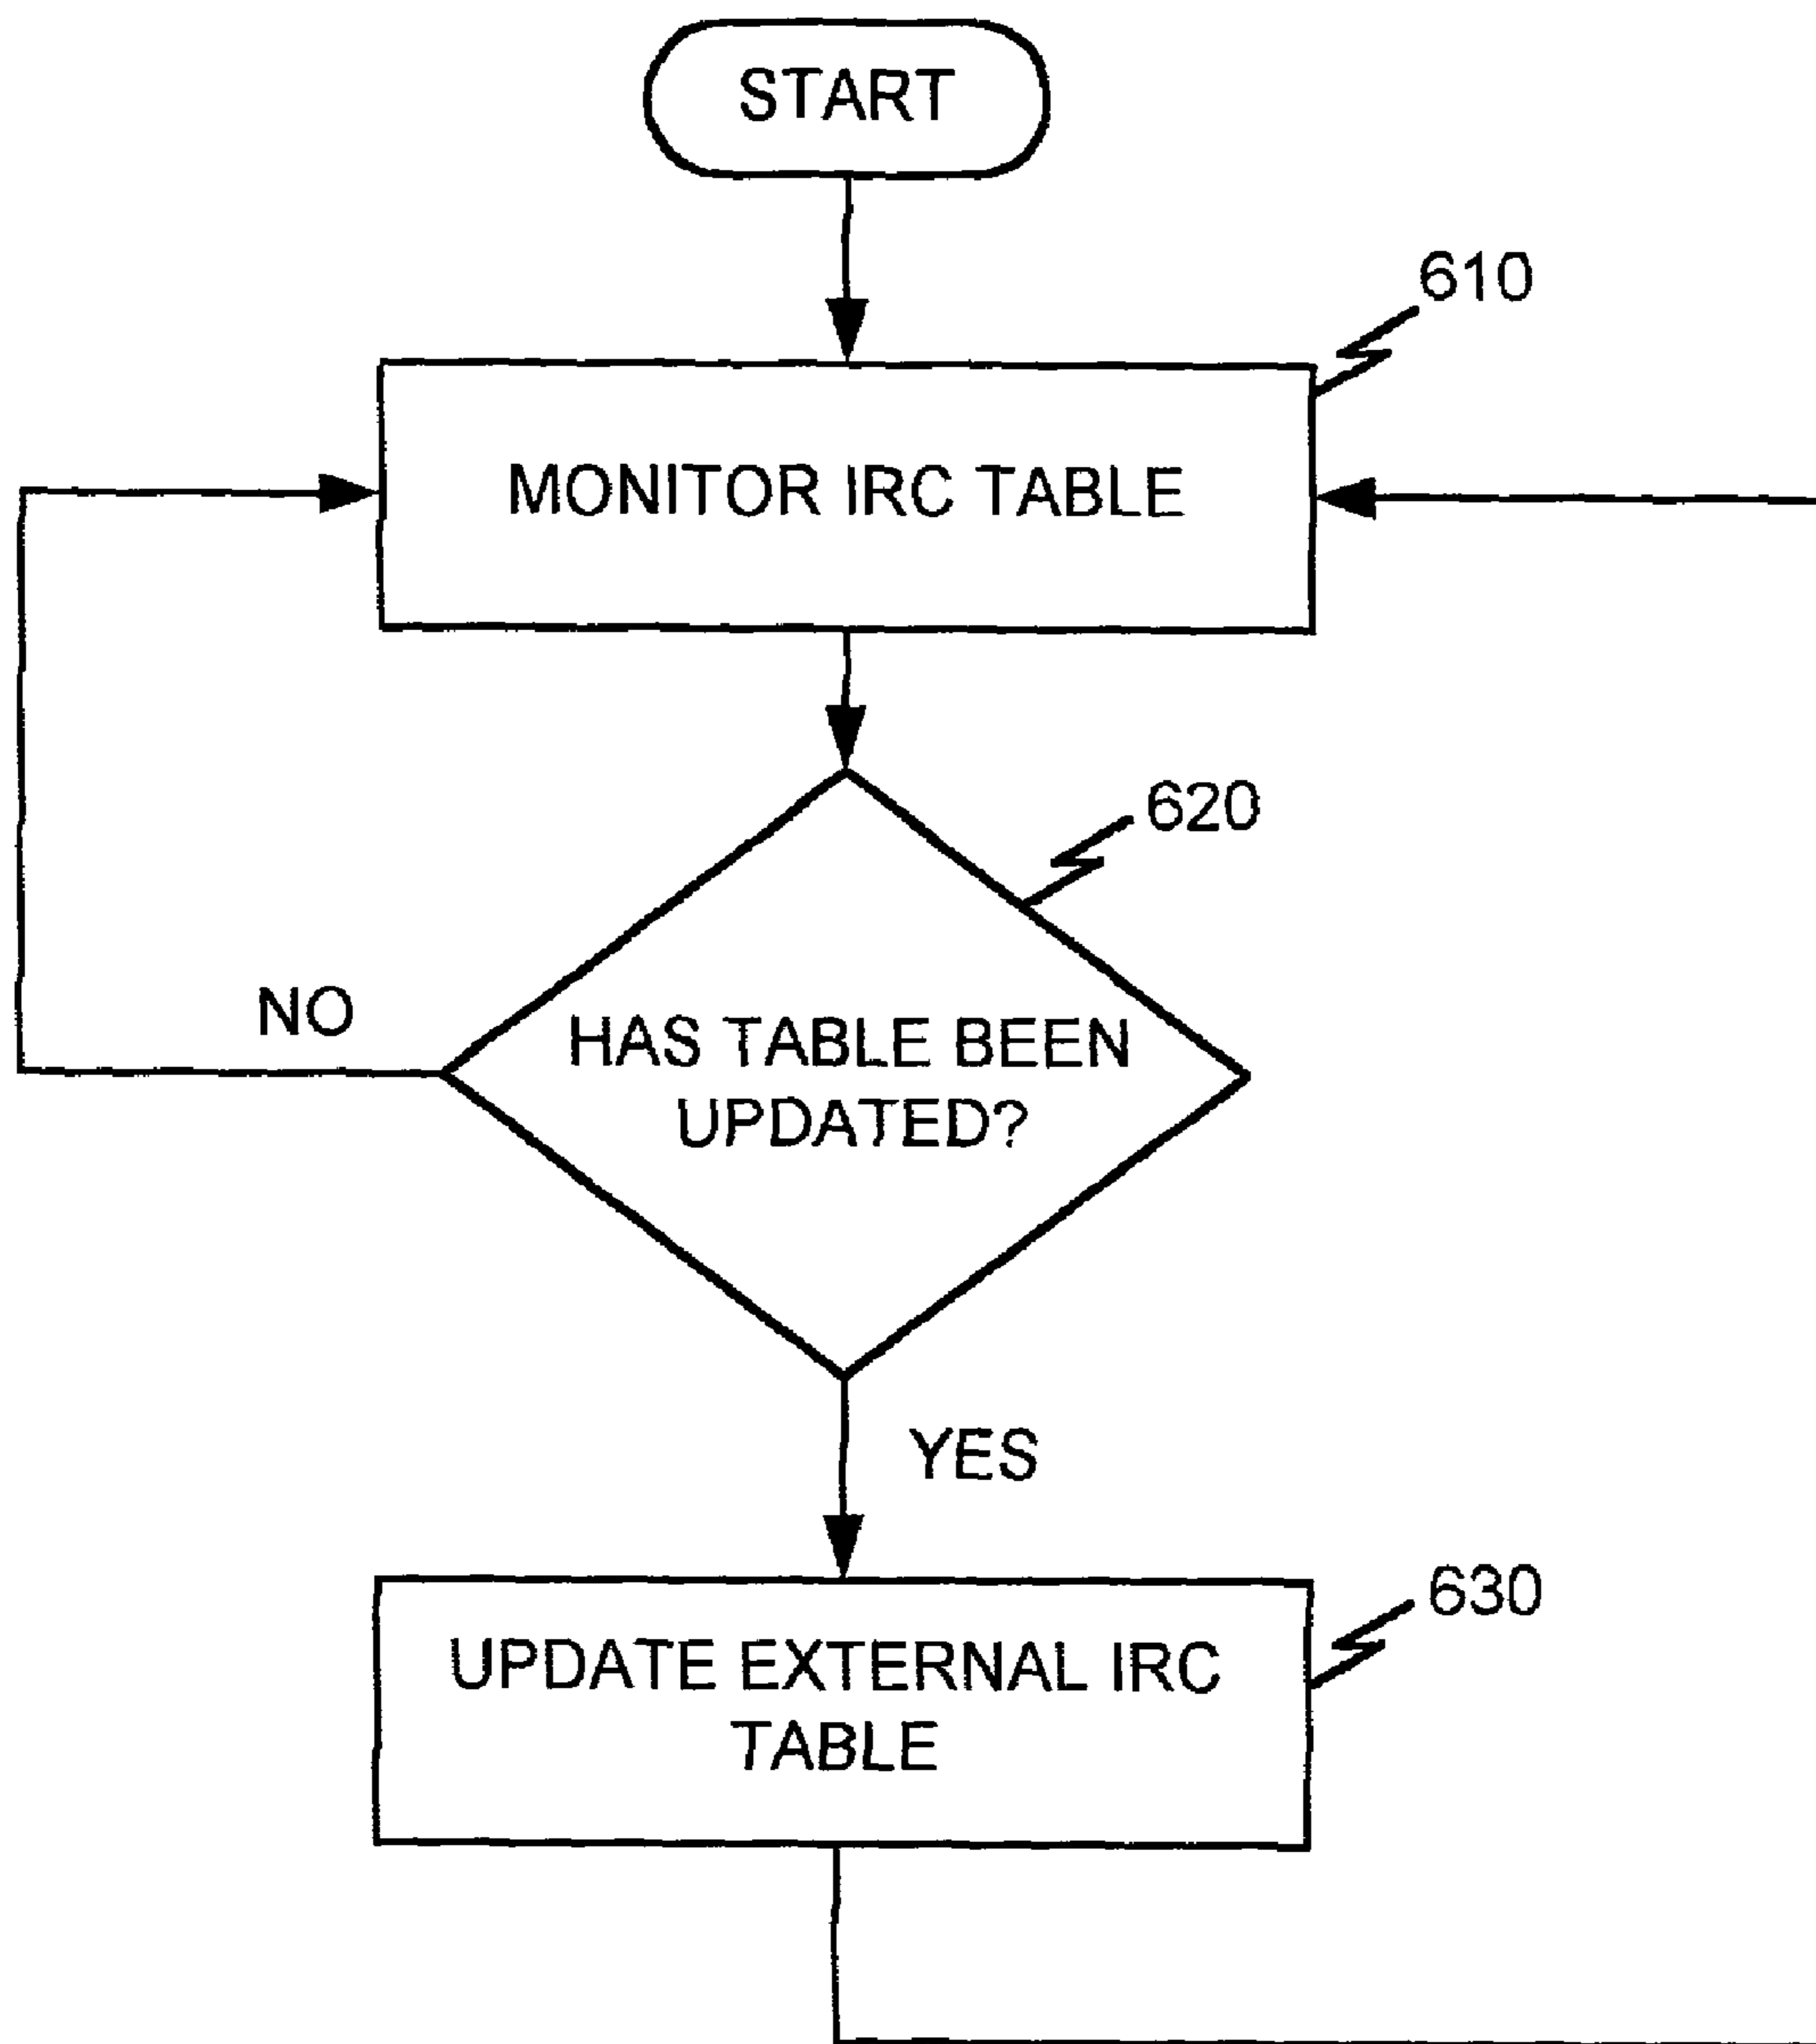 START
610
MONITOR IRC TABLE
620
NO
HAS TABLE BEEN
UPDATED?
YES
630
UPDATE EXTERNAL IRC
TABLE